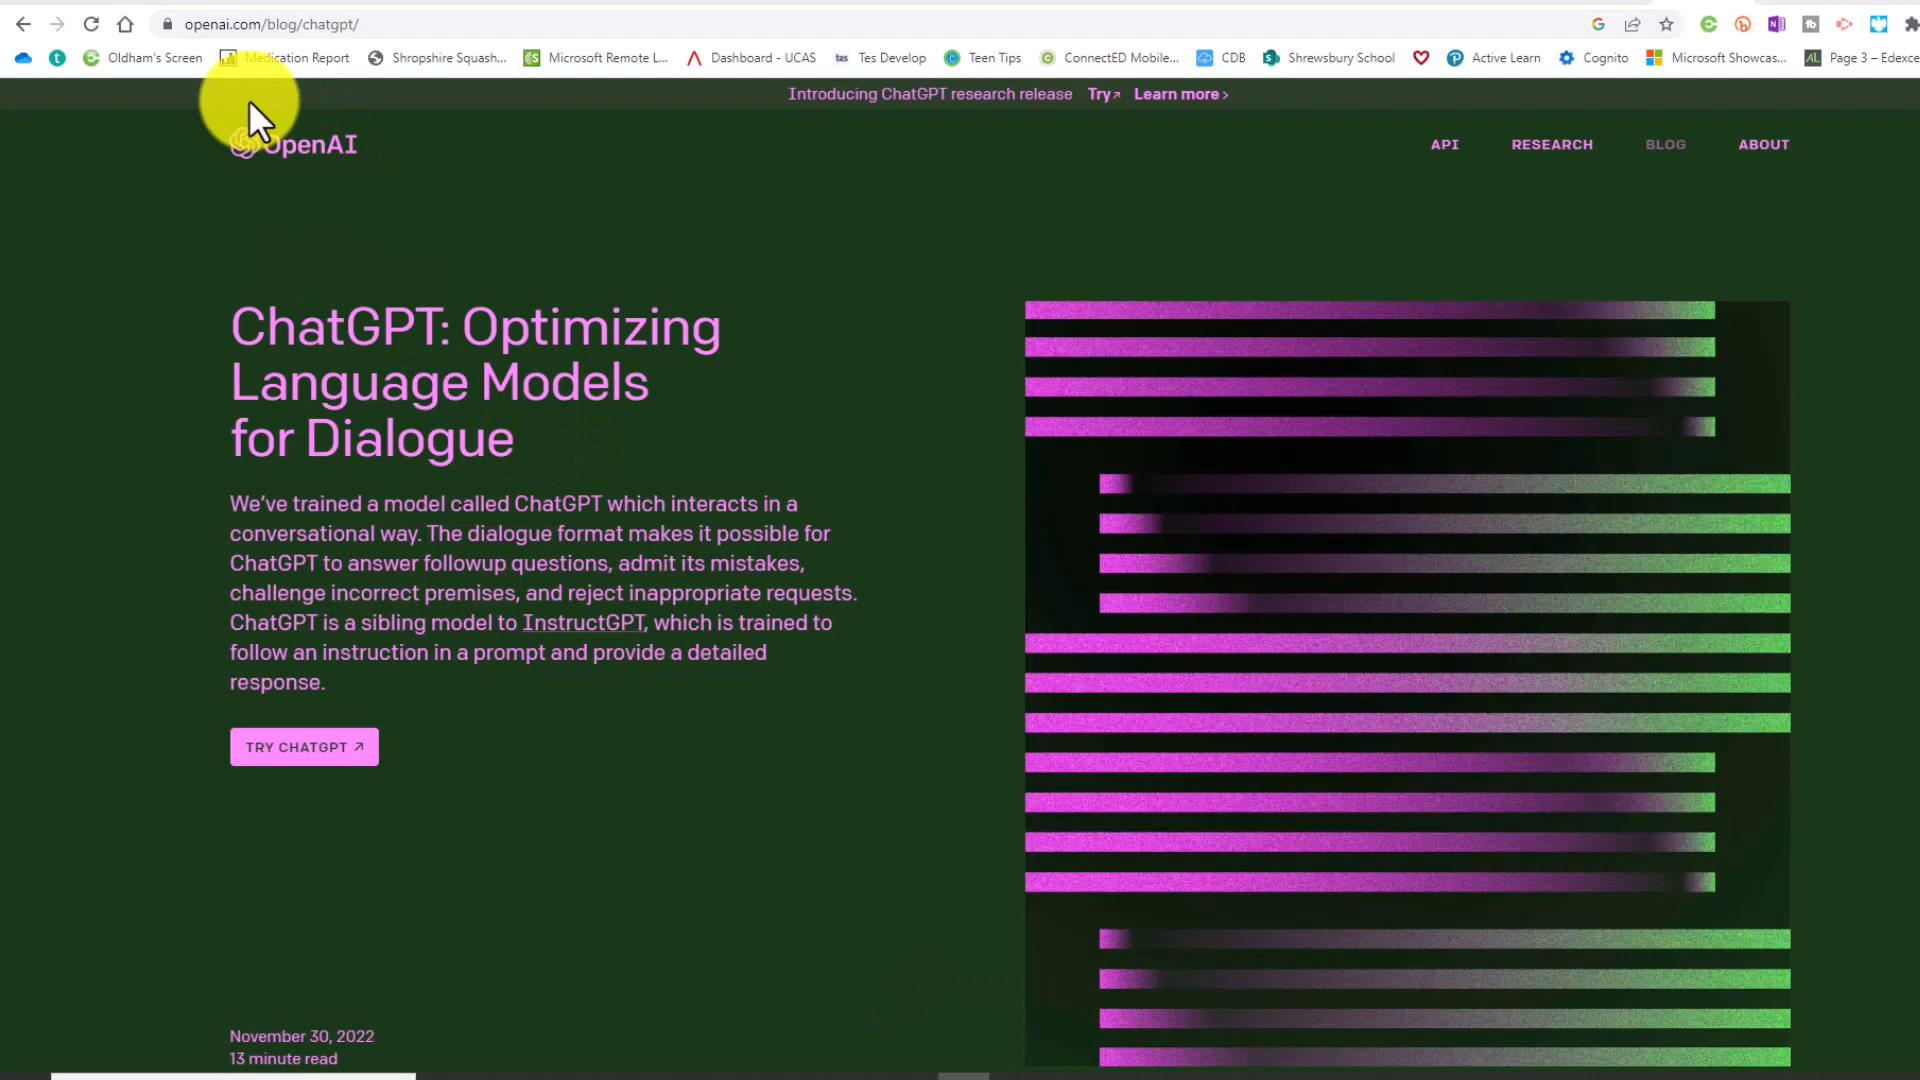 openai.com/blog/chatgpt/
Oldham's Screen Medication Report Shropshire Squash... Microsoft Remote L... Dashboard - UCAS tes Tes Develop Teen Tips ConnectED Mobile... CDB Shrewsbury School Active Learn Cognito Microsoft Showcas... AL Page 3 – Edexce
Introducing ChatGPT research release Try↗ Learn more ›
OpenAI
API RESEARCH BLOG ABOUT
ChatGPT: Optimizing
Language Models
for Dialogue
We’ve trained a model called ChatGPT which interacts in a
conversational way. The dialogue format makes it possible for
ChatGPT to answer followup questions, admit its mistakes,
challenge incorrect premises, and reject inappropriate requests.
ChatGPT is a sibling model to InstructGPT, which is trained to
follow an instruction in a prompt and provide a detailed
response.
TRY CHATGPT ↗
November 30, 2022
13 minute read